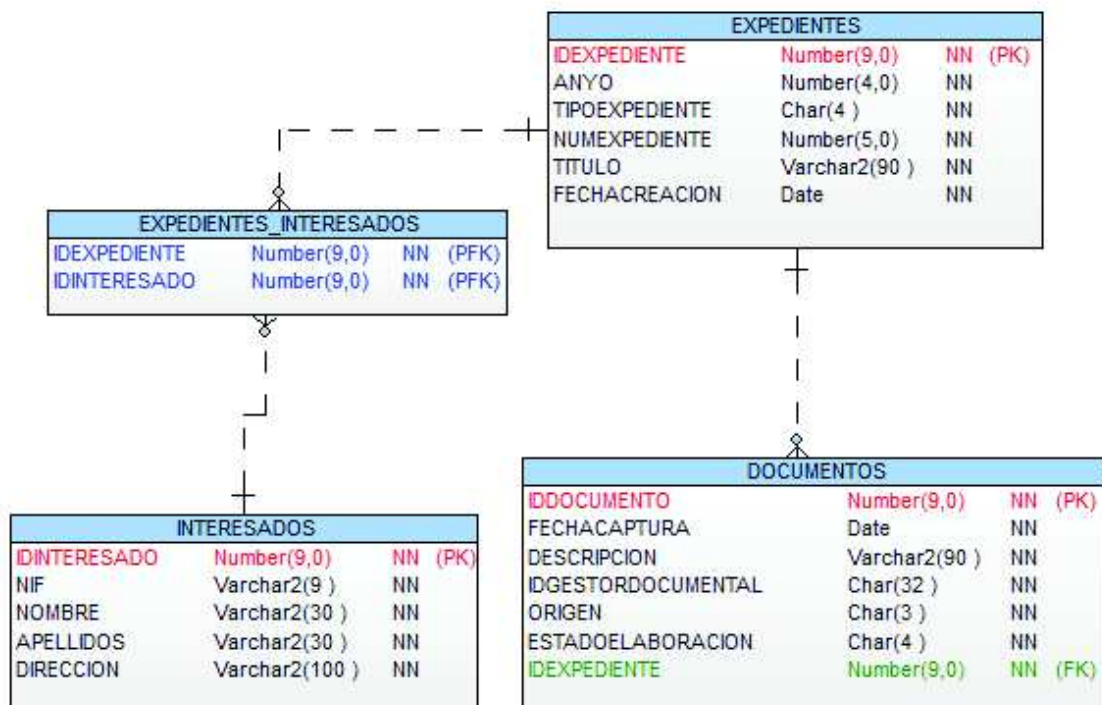 EXPEDIENTES
IDEXPEDIENTE Number(9,0) NN (PK)
ANYO Number(4,0) NN
TIPOEXPEDIENTE Char(4 ) NN
NUMEXPEDIENTE Number(5,0) NN
TITULO Varchar2(90 ) NN
FECHACREACION Date NN
EXPEDIENTES_INTERESADOS
IDEXPEDIENTE Number(9,0) NN (PFK)
IDINTERESADO Number(9,0) NN (PFK)
INTERESADOS
IDINTERESADO Number(9,0) NN (PK)
NIF Varchar2(9 ) NN
NOMBRE Varchar2(30 ) NN
APELLIDOS Varchar2(30 ) NN
DIRECCION Varchar2(100 ) NN
DOCUMENTOS
IDDOCUMENTO Number(9,0) NN (PK)
FECHACAPTURA Date NN
DESCRIPCION Varchar2(90 ) NN
IDGESTORDOCUMENTAL Char(32 ) NN
ORIGEN Char(3 ) NN
ESTADOELABORACION Char(4 ) NN
IDEXPEDIENTE Number(9,0) NN (FK)